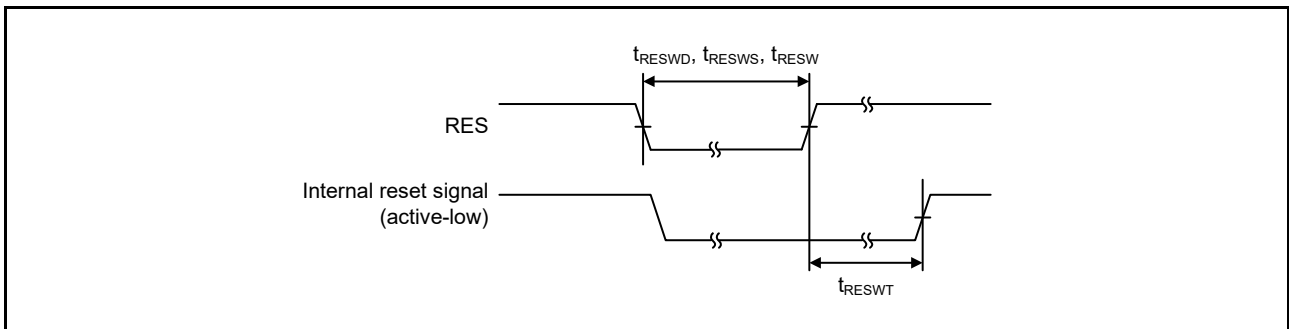 tRESWD, tRESWS, tRESW
RES
Internal reset signal
(active-low)
tRESWT